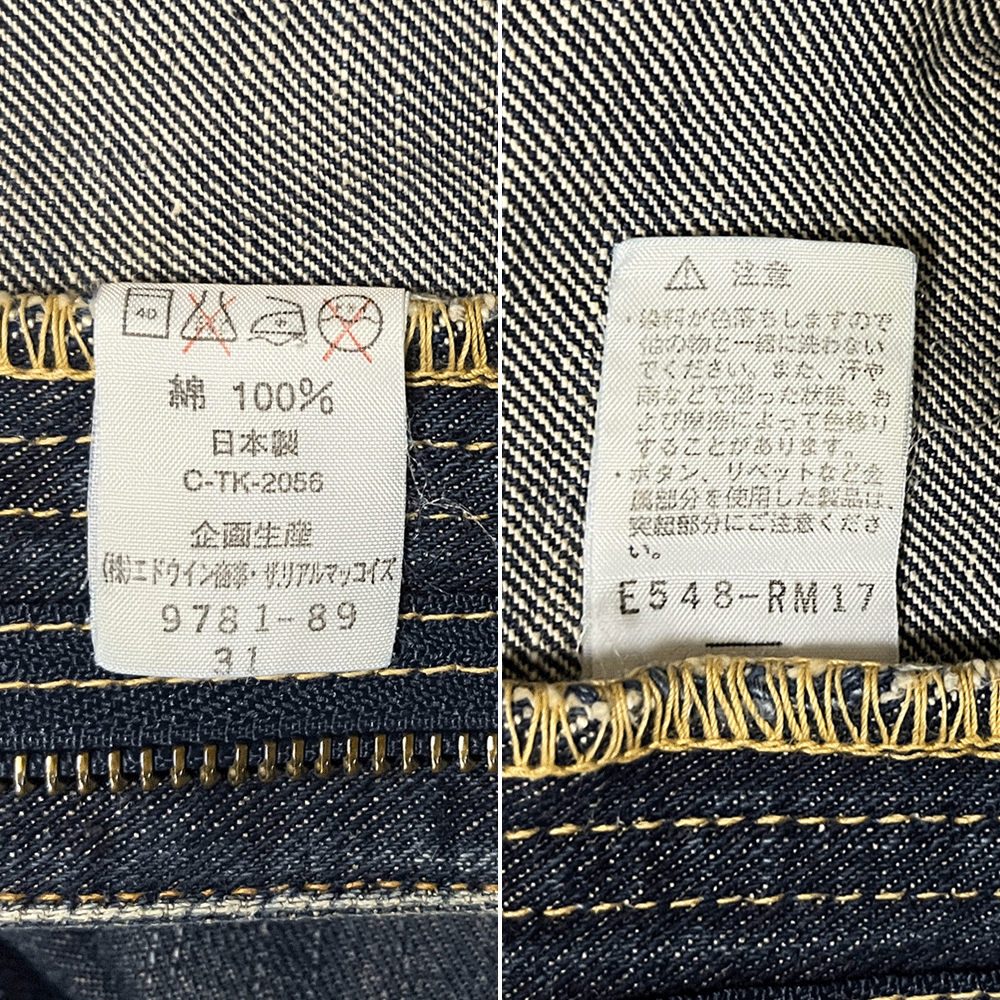 40
綿 100%
日本製
C-TK-2056
企画生産
(株)エドウイン商事・ザ.リアルマッコイズ
9781-89
31
注意
・染料が色落ちしますので
他の物と一緒に洗わない
でください。また、汗や
雨などで湿った状態、お
よび摩擦によって色移り
することがあります。
・ボタン、リベットなど金
属部分を使用した製品は、
突起部分にご注意くださ
い。
E548-RM17